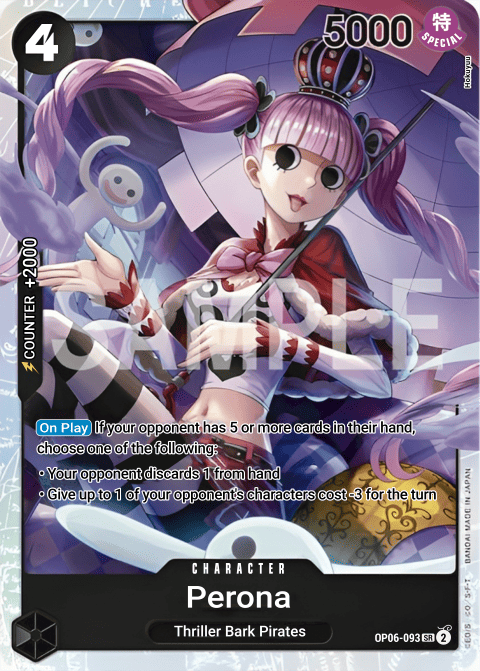 4
5000
特
SPECIAL
Hokuyuu
COUNTER +2000
SAMPLE
On Play If your opponent has 5 or more cards in their hand,
choose one of the following:
• Your opponent discards 1 from hand
• Give up to 1 of your opponent's characters cost -3 for the turn
BANDAI MADE IN JAPAN
CHARACTER
Perona
Thriller Bark Pirates
OP06-093 SR 2